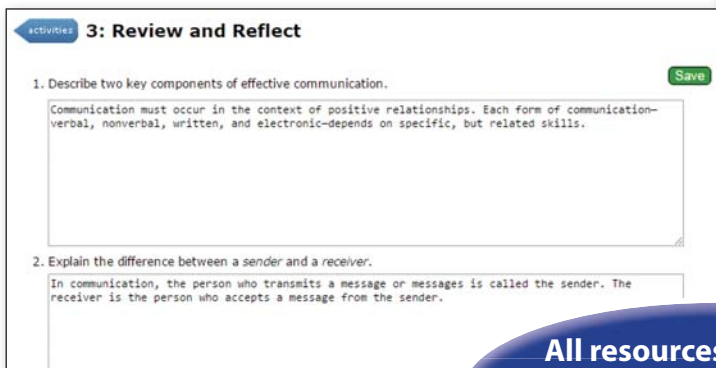 activities 3: Review and Reflect
Save
1. Describe two key components of effective communication.
Communication must occur in the context of positive relationships. Each form of communication—
verbal, nonverbal, written, and electronic—depends on specific, but related skills.
2. Explain the difference between a sender and a receiver.
In communication, the person who transmits a message or messages is called the sender. The
receiver is the person who accepts a message from the sender.
All resources